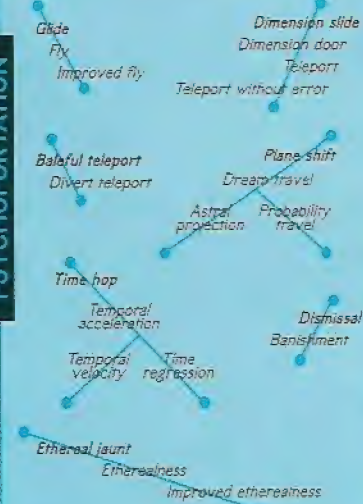 PSYCHOPORTATION
Glide
Fly
Improved fly
Dimension slide
Dimension door
Teleport
Teleport without error
Baleful teleport
Divert teleport
Plane shift
Dream travel
Astral
projection
Probability
travel
Time hop
Temporal
acceleration
Temporal
velocity
Time
regression
Dismissal
Banishment
Ethereal jaunt
Etherealness
Improved etherealness